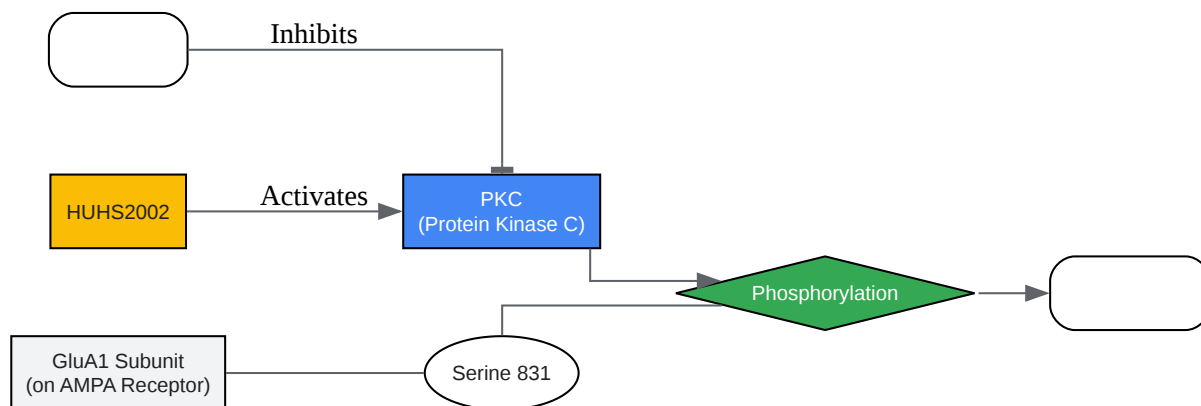 Inhibits
HUHS2002
Activates
PKC
(Protein Kinase C)
Phosphorylation
GluA1 Subunit
(on AMPA Receptor)
Serine 831